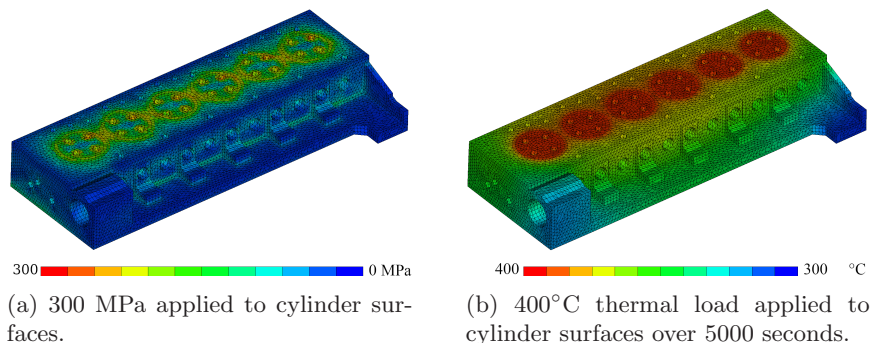 300 0 MPa
400 300 °C
(a) 300 MPa applied to cylinder sur-
faces.
(b) 400°C thermal load applied to
cylinder surfaces over 5000 seconds.